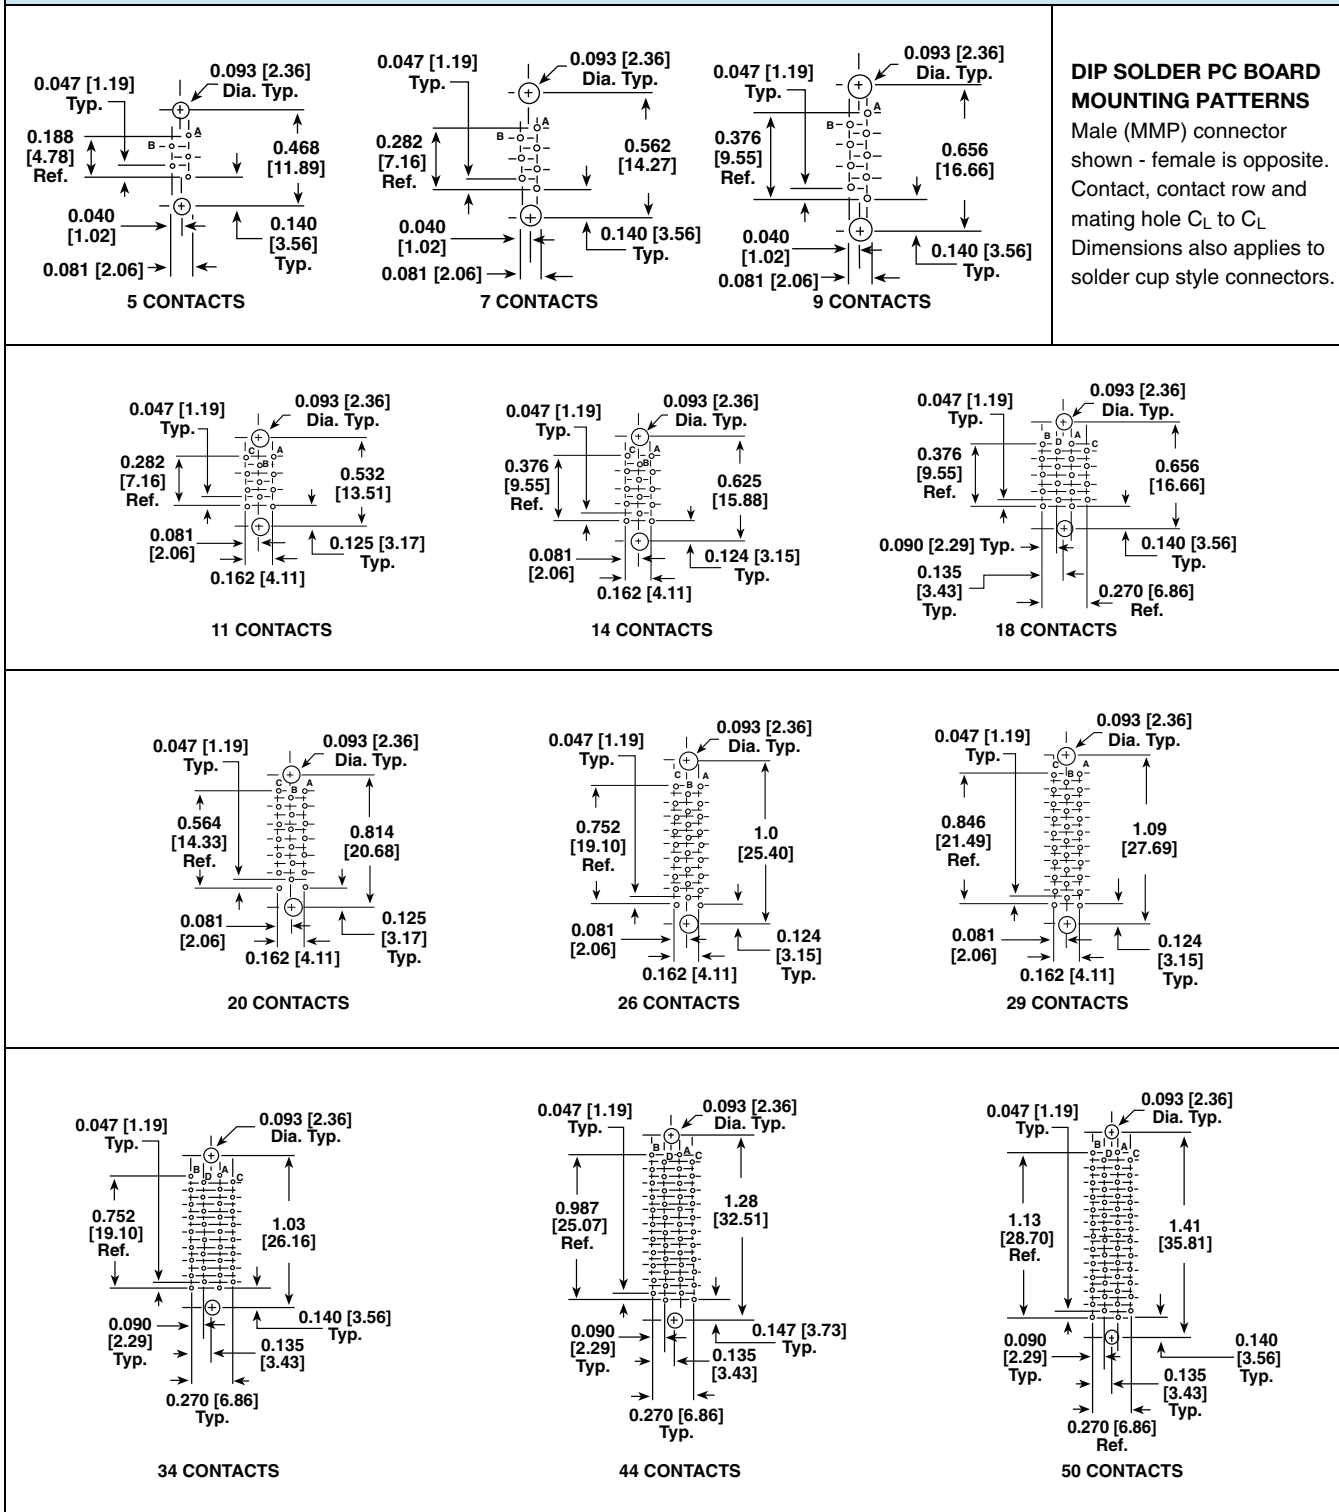 0.047 [1.19]
Typ.
0.093 [2.36]
Dia. Typ.
0.188
[4.78]
Ref.
A
B
0.468
[11.89]
0.040
[1.02]
0.140
[3.56]
Typ.
0.081 [2.06]
5 CONTACTS
0.047 [1.19]
Typ.
0.093 [2.36]
Dia. Typ.
0.282
[7.16]
Ref.
A
B
0.562
[14.27]
0.040
[1.02]
0.140 [3.56]
Typ.
0.081 [2.06]
7 CONTACTS
0.047 [1.19]
Typ.
0.093 [2.36]
Dia. Typ.
0.376
[9.55]
Ref.
A
B
0.656
[16.66]
0.040
[1.02]
0.140 [3.56]
Typ.
0.081 [2.06]
9 CONTACTS
DIP SOLDER PC BOARD
MOUNTING PATTERNS
Male (MMP) connector
shown - female is opposite.
Contact, contact row and
mating hole CL to CL
Dimensions also applies to
solder cup style connectors.
0.047 [1.19]
Typ.
0.093 [2.36]
Dia. Typ.
0.282
[7.16]
Ref.
C
B
A
0.532
[13.51]
0.081
[2.06]
0.125 [3.17]
Typ.
0.162 [4.11]
11 CONTACTS
0.047 [1.19]
Typ.
0.093 [2.36]
Dia. Typ.
0.376
[9.55]
Ref.
C
B
A
0.625
[15.88]
0.081
[2.06]
0.124 [3.15]
Typ.
0.162 [4.11]
14 CONTACTS
0.047 [1.19]
Typ.
0.093 [2.36]
Dia. Typ.
0.376
[9.55]
Ref.
B
D
A
C
0.656
[16.66]
0.090 [2.29] Typ.
0.140 [3.56]
Typ.
0.135
[3.43]
Typ.
0.270 [6.86]
Ref.
18 CONTACTS
0.047 [1.19]
Typ.
0.093 [2.36]
Dia. Typ.
C
B
A
0.564
[14.33]
Ref.
0.814
[20.68]
0.081
[2.06]
0.125
[3.17]
Typ.
0.162 [4.11]
20 CONTACTS
0.047 [1.19]
Typ.
0.093 [2.36]
Dia. Typ.
C
B
A
0.752
[19.10]
Ref.
1.0
[25.40]
0.081
[2.06]
0.124
[3.15]
Typ.
0.162 [4.11]
26 CONTACTS
0.047 [1.19]
Typ.
0.093 [2.36]
Dia. Typ.
C
B
A
0.846
[21.49]
Ref.
1.09
[27.69]
0.081
[2.06]
0.124
[3.15]
Typ.
0.162 [4.11]
29 CONTACTS
0.047 [1.19]
Typ.
0.093 [2.36]
Dia. Typ.
B
D
A
C
0.752
[19.10]
Ref.
1.03
[26.16]
0.090
[2.29]
Typ.
0.140 [3.56]
Typ.
0.135
[3.43]
0.270 [6.86]
Typ.
34 CONTACTS
0.047 [1.19]
Typ.
0.093 [2.36]
Dia. Typ.
B
D
A
C
0.987
[25.07]
Ref.
1.28
[32.51]
0.090
[2.29]
Typ.
0.147 [3.73]
Typ.
0.135
[3.43]
0.270 [6.86]
Typ.
44 CONTACTS
0.047 [1.19]
Typ.
0.093 [2.36]
Dia. Typ.
B
D
A
C
1.13
[28.70]
Ref.
1.41
[35.81]
0.090
[2.29]
Typ.
0.140
[3.56]
Typ.
0.135
[3.43]
Typ.
0.270 [6.86]
Ref.
50 CONTACTS